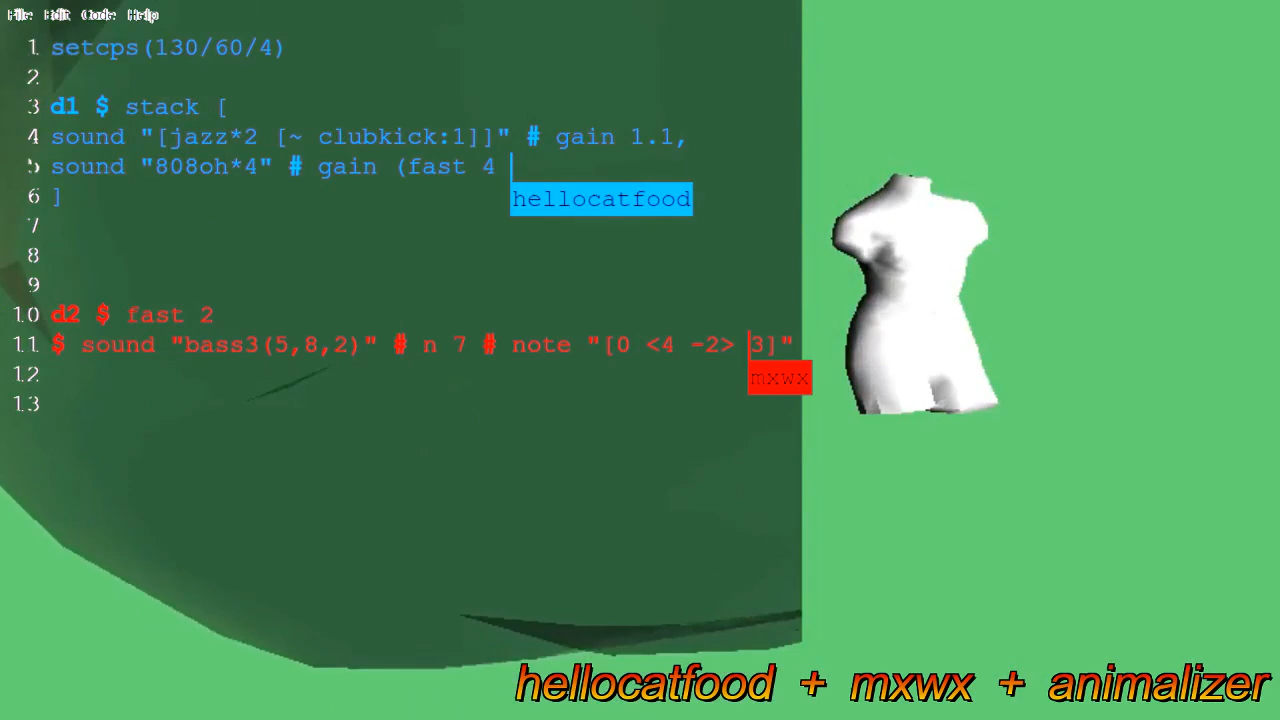 File Edit Code Help
1 setcps(130/60/4)
2
3 d1 $ stack [
4 sound "[jazz*2 [~ clubkick:1]]" # gain 1.1,
5 sound "808oh*4" # gain (fast 4
6 ]
hellocatfood
7
8
9
10 d2 $ fast 2
11 $ sound "bass3(5,8,2)" # n 7 # note "[0 <4 -2> 3]"
12
mxwx
13
hellocatfood + mxwx + animalizer